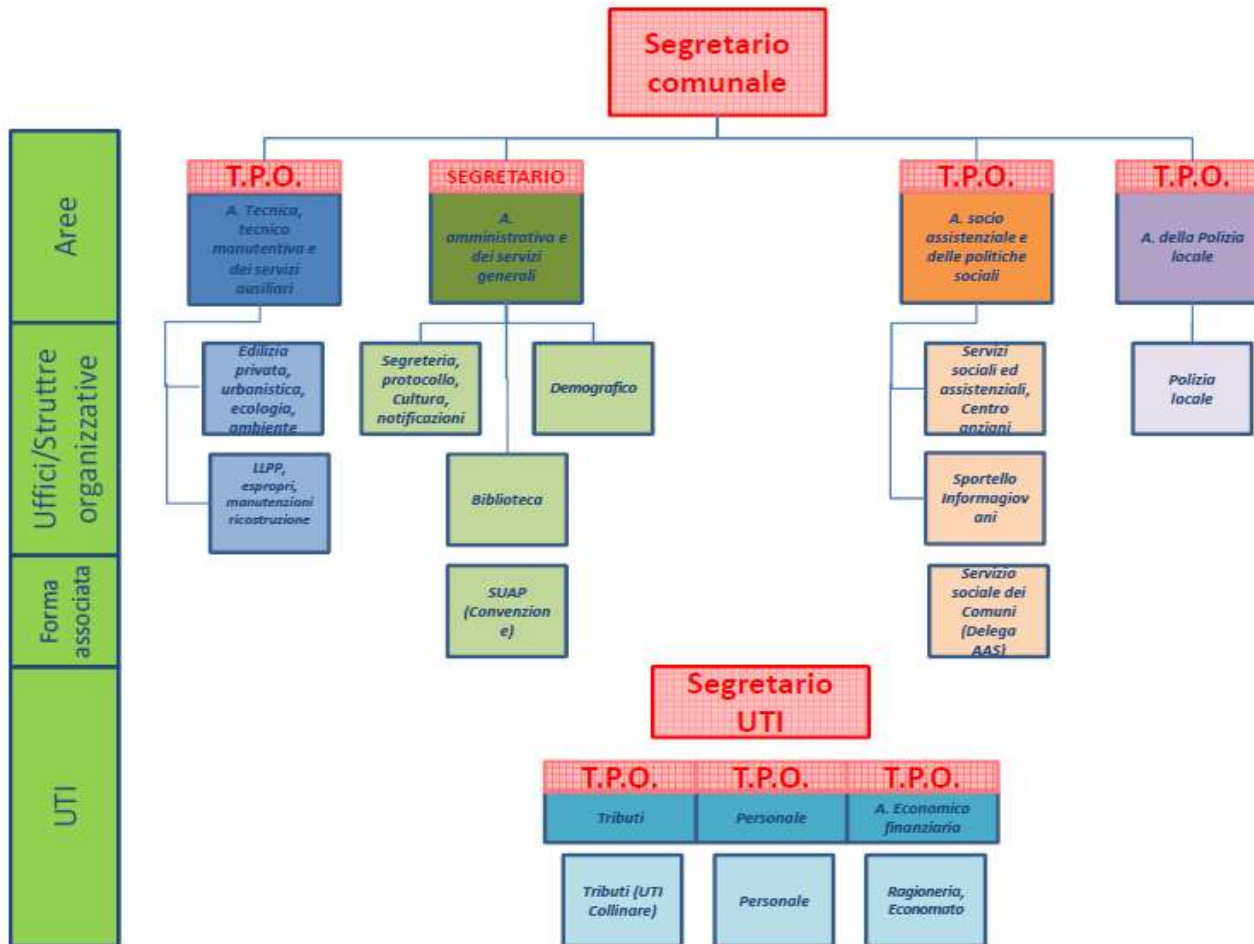 Segretario
comunale
Aree
T.P.O.
A. Tecnica,
tecnico
manutentiva e
dei servizi
ausiliari
SEGRETARIO
A.
amministrativa e
dei servizi
generali
T.P.O.
A. socio
assistenziale e
delle politiche
sociali
T.P.O.
A. della Polizia
locale
Uffici/Struttre
organizzative
Edilizia
privata,
urbanistica,
ecologia,
ambiente
LLPP,
espropri,
manutenzioni
ricostruzione
Segreteria,
protocollo,
Cultura,
notificazioni
Demografico
Biblioteca
Servizi
sociali ed
assistenziali,
Centro
anziani
Sportello
Informagiov
ani
Polizia
locale
Forma
associata
SUAP
(Convenzion
e)
Servizio
sociale dei
Comuni
(Delega
AAS)
UTI
Segretario
UTI
T.P.O.
Tributi
T.P.O.
Personale
T.P.O.
A. Economico
finanziaria
Tributi (UTI
Collinare)
Personale
Ragioneria,
Economato